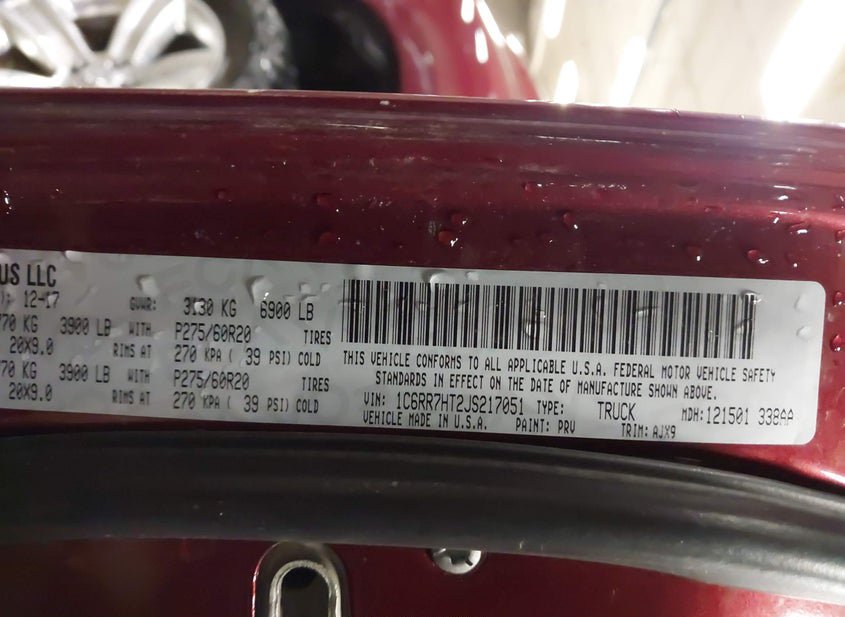 US LLC
): 12-17 GVWR: 3130 KG 6900 LB
770 KG 3900 LB WITH P275/60R20 TIRES
20X9.0 RIMS AT 270 KPA ( 39 PSI) COLD
770 KG 3900 LB WITH P275/60R20 TIRES
20X9.0 RIMS AT 270 KPA ( 39 PSI) COLD
THIS VEHICLE CONFORMS TO ALL APPLICABLE U.S.A. FEDERAL MOTOR VEHICLE SAFETY
STANDARDS IN EFFECT ON THE DATE OF MANUFACTURE SHOWN ABOVE.
VIN: 1C6RR7HT2JS217051 TYPE: TRUCK MDH: 121501 338AA
VEHICLE MADE IN U.S.A. PAINT: PRV TRIM: AJX9